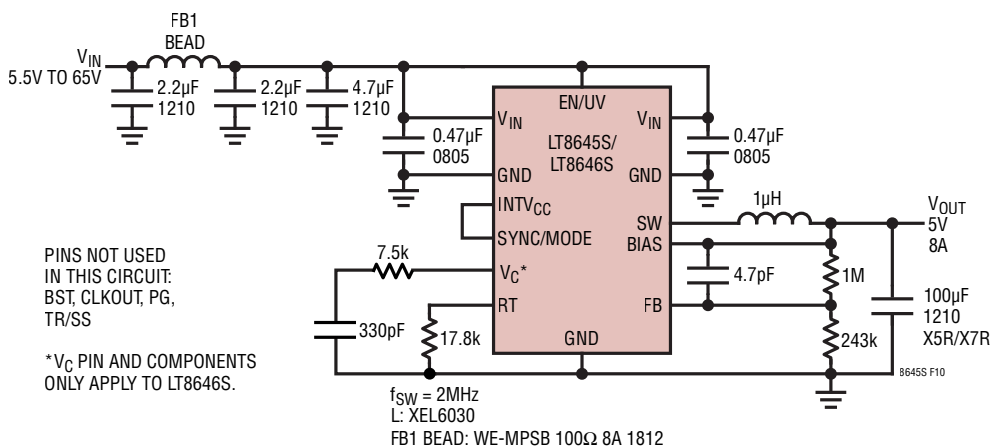 FB1
BEAD
VIN
5.5V TO 65V
2.2µF
1210
2.2µF
1210
4.7µF
1210
0.47µF
0805
EN/UV
VIN
VIN
LT8645S/
LT8646S
GND
GND
0.47µF
0805
INTVCC
SYNC/MODE
SW
BIAS
1µH
VOUT
5V
8A
PINS NOT USED
IN THIS CIRCUIT:
BST, CLKOUT, PG,
TR/SS
*VC PIN AND COMPONENTS
ONLY APPLY TO LT8646S.
7.5k
VC*
4.7pF
1M
RT
FB
330pF
17.8k
GND
243k
100µF
1210
X5R/X7R
8645S F10
fSW = 2MHz
L: XEL6030
FB1 BEAD: WE-MPSB 100Ω 8A 1812